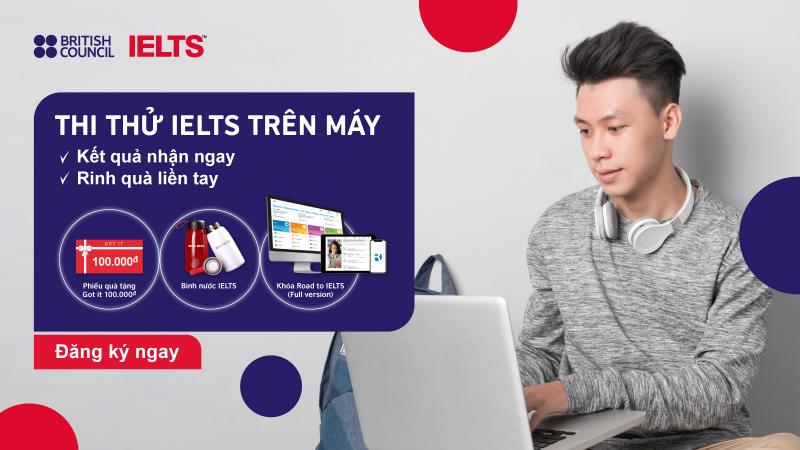 BRITISH
COUNCIL
IELTS™
THI THỬ IELTS TRÊN MÁY
✓ Kết quả nhận ngay
✓ Rinh quà liền tay
GOT IT
100.000đ
Phiếu quà tặng
Got it 100.000đ
Bình nước IELTS
Khóa Road to IELTS
(Full version)
Đăng ký ngay